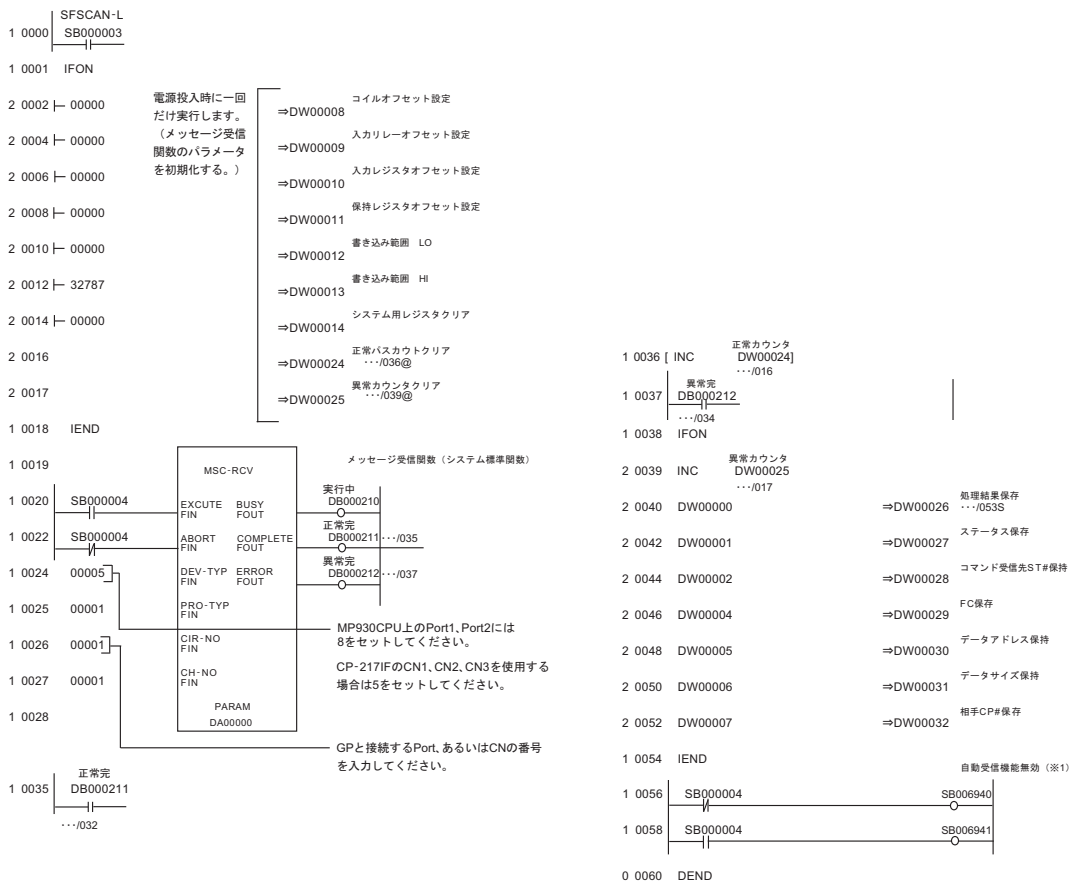 SFSCAN-L
1 0000 SB000003
1 0001 IFON
電源投入時に一回
だけ実行します。
（メッセージ受信
関数のパラメータ
を初期化する。）
2 0002 00000 ⇒DW00008 コイルオフセット設定
2 0004 00000 ⇒DW00009 入力リレーオフセット設定
2 0006 00000 ⇒DW00010 入力レジスタオフセット設定
2 0008 00000 ⇒DW00011 保持レジスタオフセット設定
2 0010 00000 ⇒DW00012 書き込み範囲 LO
2 0012 32787 ⇒DW00013 書き込み範囲 HI
2 0014 00000 ⇒DW00014 システム用レジスタクリア
2 0016 ⇒DW00024 正常パスカウトクリア
･･･/036@
2 0017 ⇒DW00025 異常カウンタクリア
･･･/039@
1 0018 IEND
1 0019 MSC-RCV メッセージ受信関数（システム標準関数）
実行中
1 0020 SB000004 EXCUTE BUSY DB000210
FIN FOUT
正常完
1 0022 SB000004 ABORT COMPLETE DB000211 ･･･/035
FIN FOUT
異常完
1 0024 00005 DEV-TYP ERROR DB000212 ･･･/037
FIN FOUT
1 0025 00001 PRO-TYP
FIN
1 0026 00001 CIR-NO
FIN
1 0027 00001 CH-NO
FIN
1 0028 PARAM
DA00000
MP930CPU上のPort1、Port2には
8をセットしてください。
CP-217IFのCN1、CN2、CN3を使用する
場合は5をセットしてください。
GPと接続するPort、あるいはCNの番号
を入力してください。
正常完
1 0035 DB000211
･･･/032
正常カウンタ
1 0036 [ INC DW00024]
･･･/016
異常完
1 0037 DB000212
･･･/034
1 0038 IFON
異常カウンタ
2 0039 INC DW00025
･･･/017
2 0040 DW00000 ⇒DW00026 処理結果保存
･･･/053S
2 0042 DW00001 ⇒DW00027 ステータス保存
2 0044 DW00002 ⇒DW00028 コマンド受信先ST#保持
2 0046 DW00004 ⇒DW00029 FC保存
2 0048 DW00005 ⇒DW00030 データアドレス保持
2 0050 DW00006 ⇒DW00031 データサイズ保持
2 0052 DW00007 ⇒DW00032 相手CP#保存
1 0054 IEND
自動受信機能無効（※1）
1 0056 SB000004 SB006940
1 0058 SB000004 SB006941
0 0060 DEND